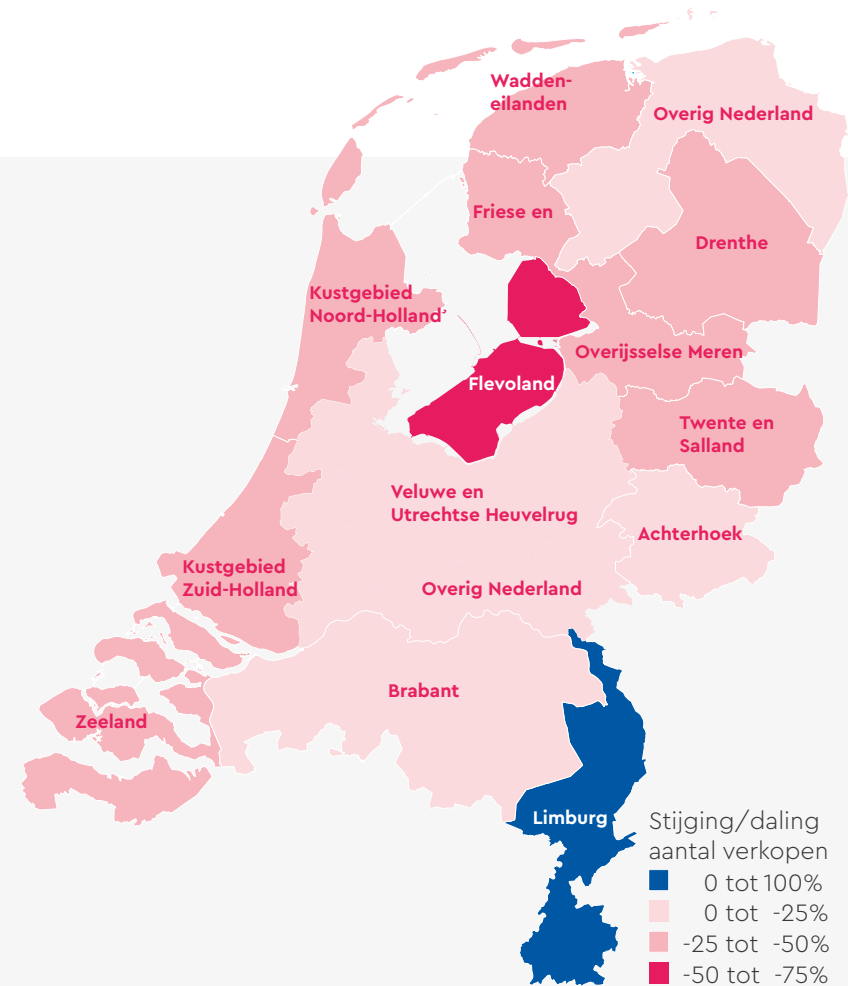 Wadden-
eilanden
Overig Nederland
Friese en
Drenthe
Kustgebied
Noord-Holland
Overijsselse Meren
Flevoland
Twente en
Salland
Veluwe en
Utrechtse Heuvelrug
Achterhoek
Kustgebied
Zuid-Holland
Overig Nederland
Brabant
Zeeland
Limburg
Stijging/daling
aantal verkopen
0 tot 100%
0 tot -25%
-25 tot -50%
-50 tot -75%